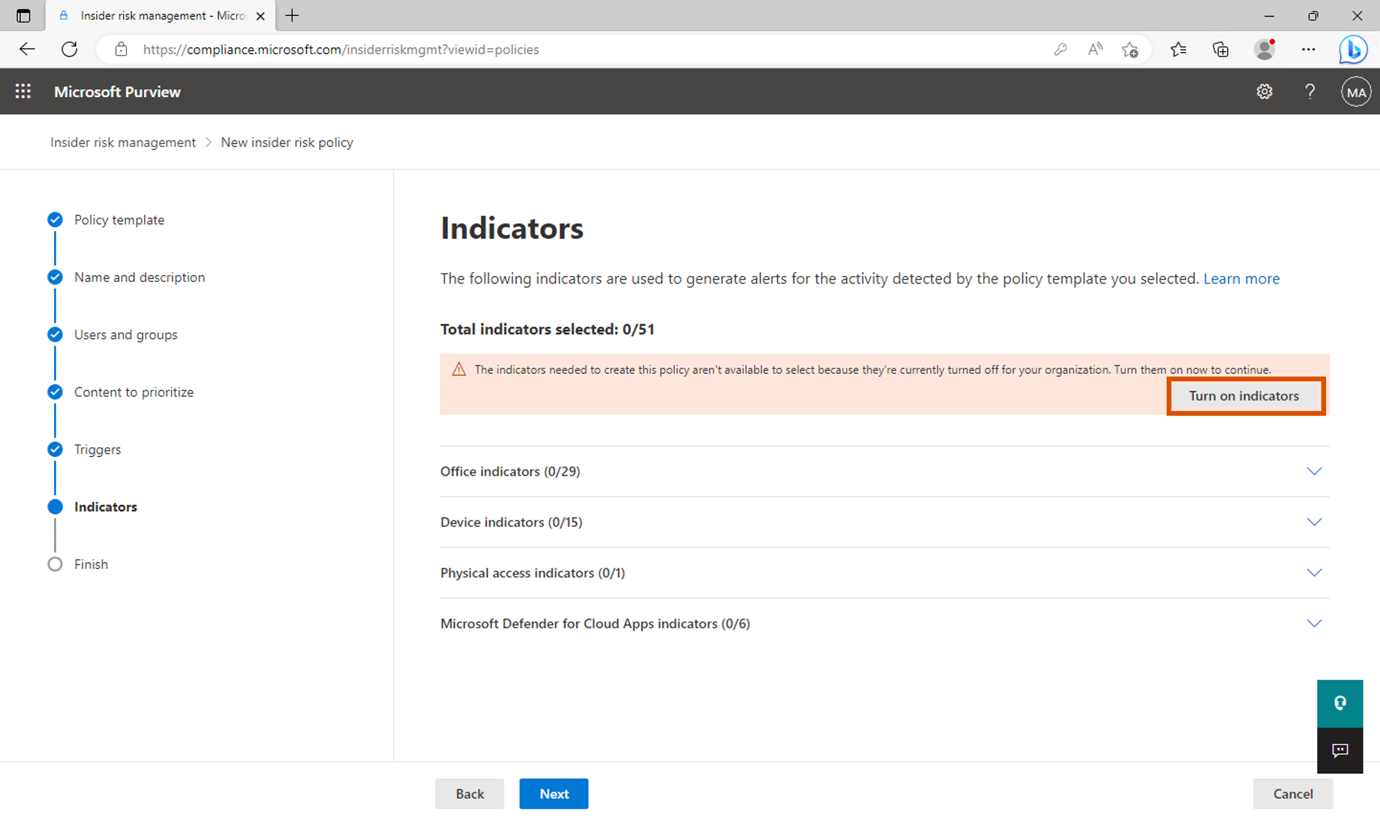 Insider risk management - Micro
https://compliance.microsoft.com/insiderriskmgmt?viewid=policies
Microsoft Purview
MA
Insider risk management > New insider risk policy
Policy template
Name and description
Users and groups
Content to prioritize
Triggers
Indicators
Finish
Indicators
The following indicators are used to generate alerts for the activity detected by the policy template you selected. Learn more
Total indicators selected: 0/51
The indicators needed to create this policy aren't available to select because they're currently turned off for your organization. Turn them on now to continue.
Turn on indicators
Office indicators (0/29)
Device indicators (0/15)
Physical access indicators (0/1)
Microsoft Defender for Cloud Apps indicators (0/6)
Back
Next
Cancel